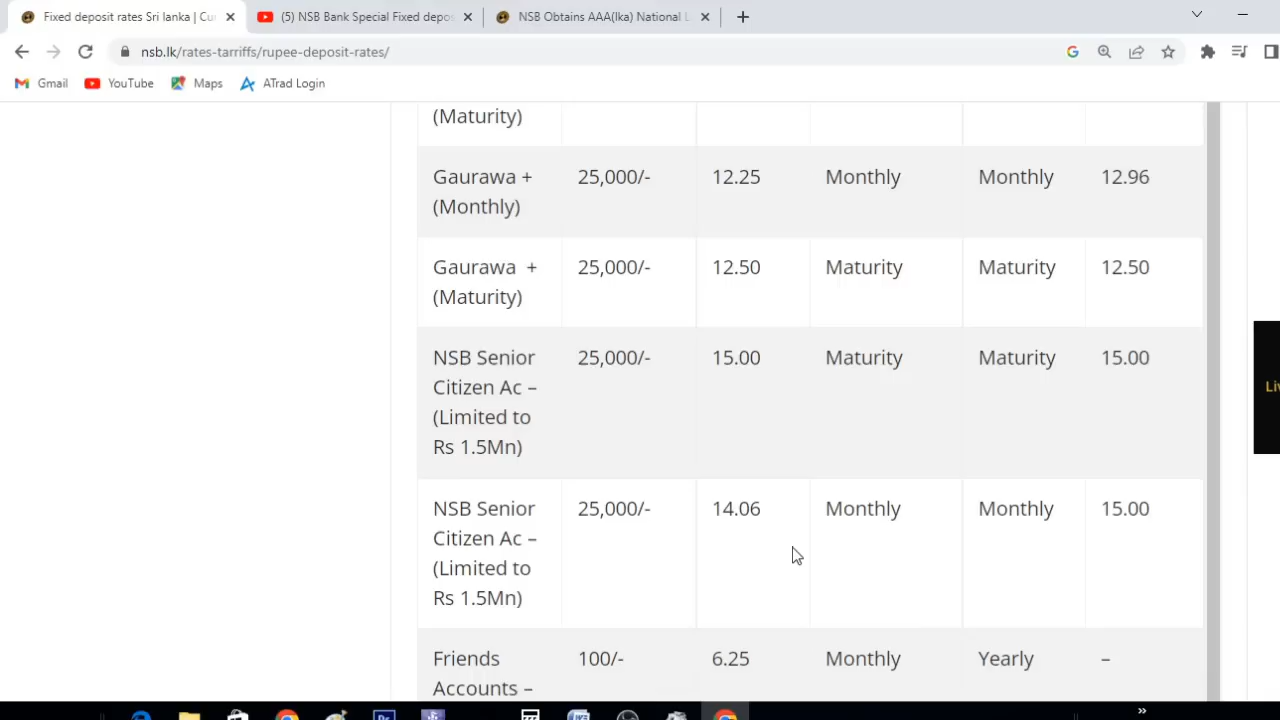 Fixed deposit rates Sri lanka | Cu
(5) NSB Bank Special Fixed depos
NSB Obtains AAA(lka) National L
nsb.lk/rates-tarriffs/rupee-deposit-rates/
Gmail YouTube Maps ATrad Login
(Maturity)
Gaurawa + 25,000/- 12.25 Monthly Monthly 12.96
(Monthly)
Gaurawa + 25,000/- 12.50 Maturity Maturity 12.50
(Maturity)
NSB Senior 25,000/- 15.00 Maturity Maturity 15.00
Citizen Ac –
(Limited to
Rs 1.5Mn)
NSB Senior 25,000/- 14.06 Monthly Monthly 15.00
Citizen Ac –
(Limited to
Rs 1.5Mn)
Friends 100/- 6.25 Monthly Yearly –
Accounts –